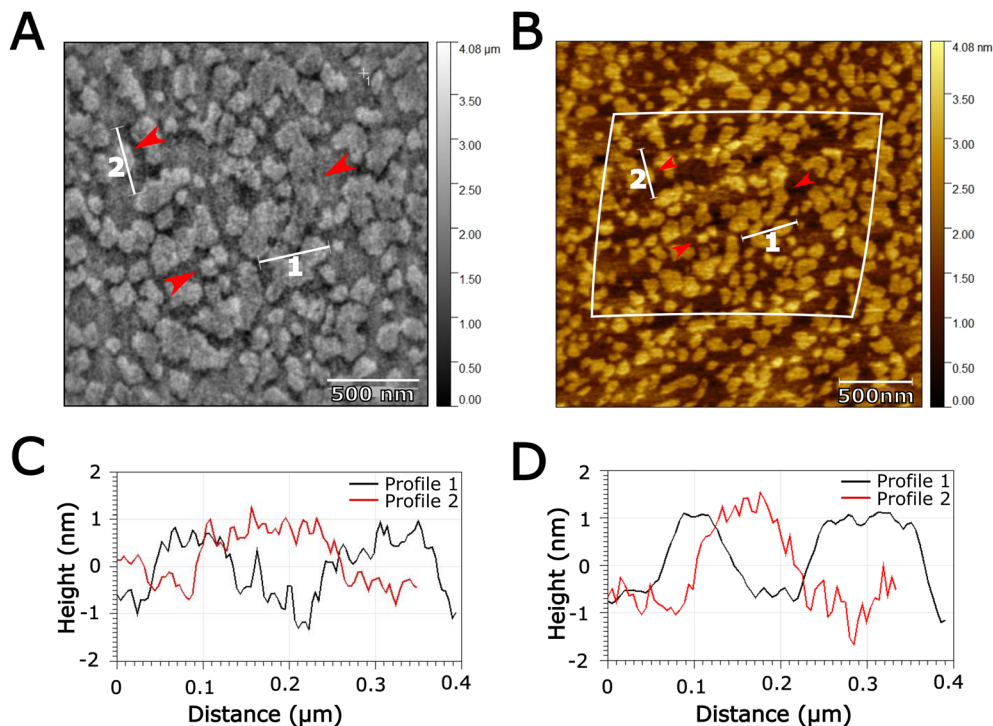 A
4.08 µm
3.50
3.00
2.50
2.00
1.50
1.00
0.50
0.00
1
2
1
500 nm
B
4.08 nm
3.50
3.00
2.50
2.00
1.50
1.00
0.50
0.00
2
1
500nm
C
Height (nm)
2
1
0
-1
-2
Profile 1
Profile 2
0
0.1
0.2
0.3
0.4
Distance (µm)
D
Height (nm)
2
1
0
-1
-2
Profile 1
Profile 2
0
0.1
0.2
0.3
0.4
Distance (µm)